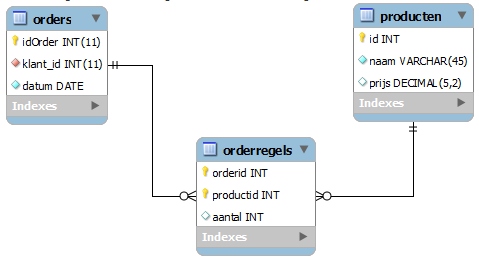 orders
idOrder INT(11)
klant_id INT(11)
datum DATE
Indexes
producten
id INT
naam VARCHAR(45)
prijs DECIMAL(5,2)
Indexes
orderregels
orderid INT
productid INT
aantal INT
Indexes